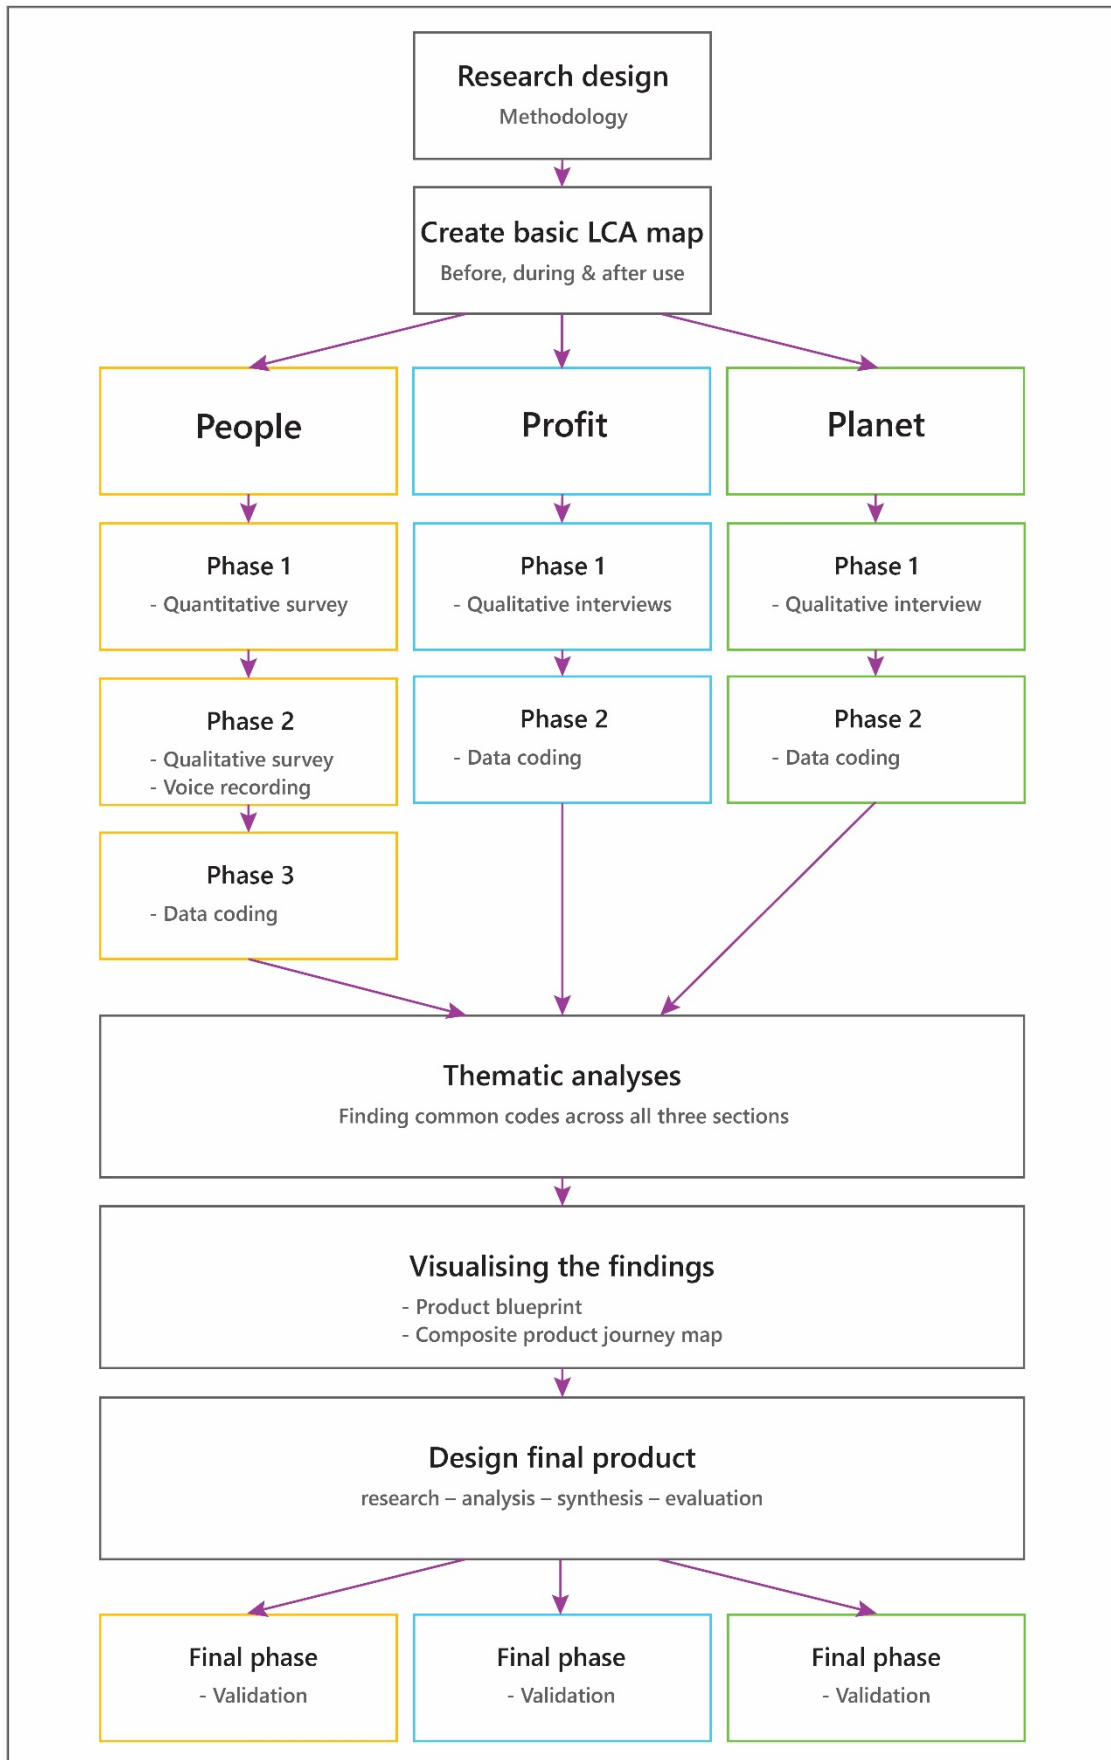 Research design
Methodology
Create basic LCA map
Before, during & after use
People
Profit
Planet
Phase 1
- Quantitative survey
Phase 1
- Qualitative interviews
Phase 1
- Qualitative interview
Phase 2
- Qualitative survey
- Voice recording
Phase 2
- Data coding
Phase 2
- Data coding
Phase 3
- Data coding
Thematic analyses
Finding common codes across all three sections
Visualising the findings
- Product blueprint
- Composite product journey map
Design final product
research – analysis – synthesis – evaluation
Final phase
- Validation
Final phase
- Validation
Final phase
- Validation